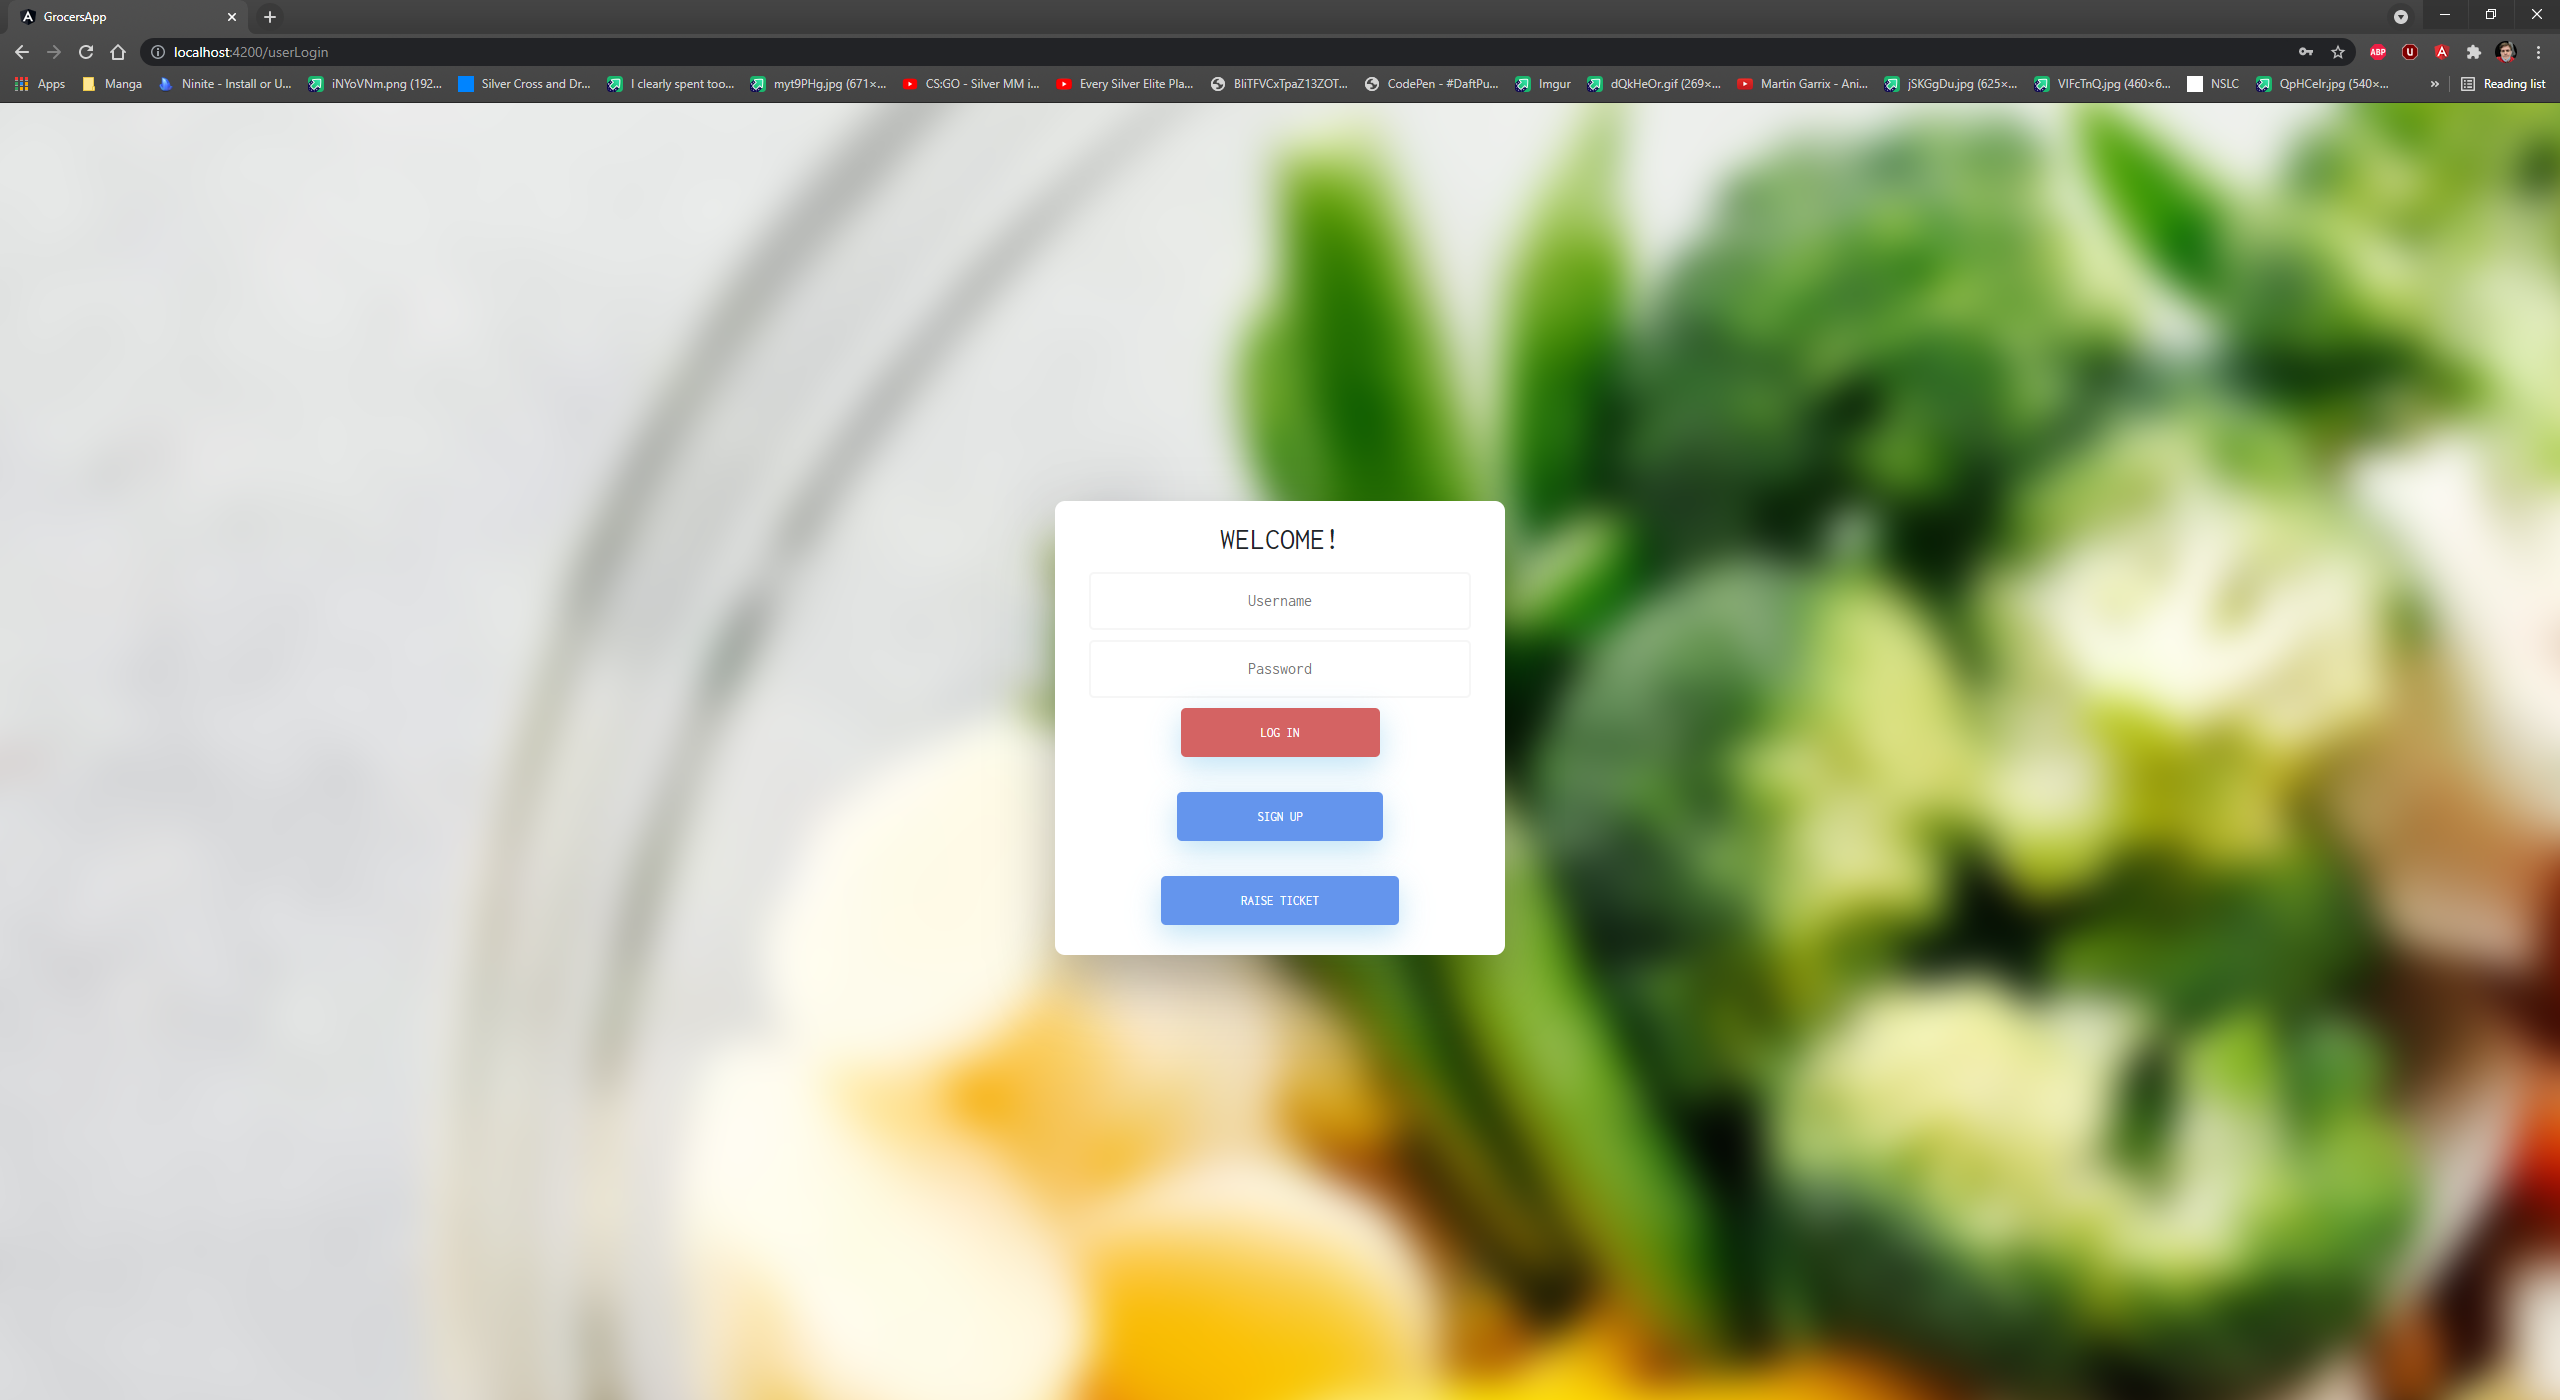 GrocersApp
localhost:4200/userLogin
Apps Manga Ninite - Install or U... iNYoVNm.png (192... Silver Cross and Dr... I clearly spent too... myt9PHg.jpg (671×... CS:GO - Silver MM i... Every Silver Elite Pla... BliTFVCxTpaZ13ZOT... CodePen - #DaftPu... Imgur dQkHeOr.gif (269×... Martin Garrix - Ani... jSKGgDu.jpg (625×... VIFcTnQ.jpg (460×6... NSLC QpHCelr.jpg (540×... » Reading list
WELCOME!
Username
Password
LOG IN
SIGN UP
RAISE TICKET